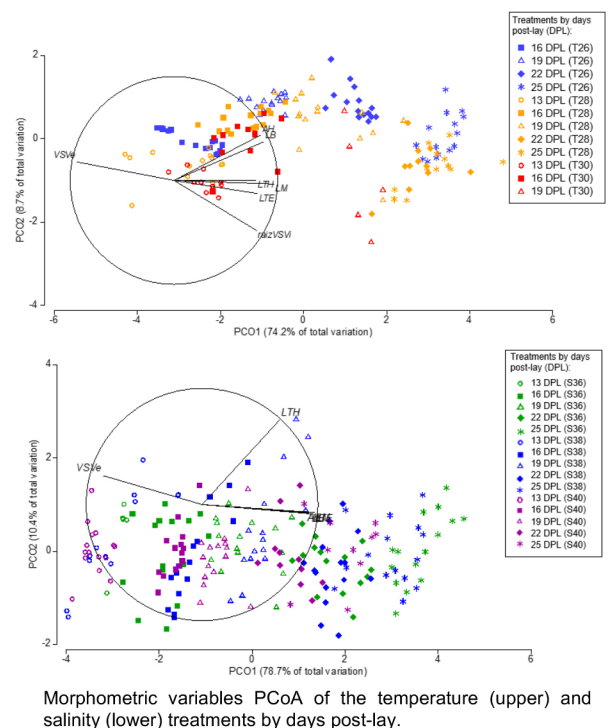 Treatments by days
post-lay (DPL):
16 DPL (T26)
19 DPL (T26)
22 DPL (T26)
25 DPL (T26)
13 DPL (T28)
16 DPL (T28)
19 DPL (T28)
22 DPL (T28)
25 DPL (T28)
13 DPL (T30)
16 DPL (T30)
19 DPL (T30)
2
0
-2
-4
PCO2 (8.7% of total variation)
VSVe
LB
LTH
LM
LTE
raizVSVi
-6
-4
-2
0
2
4
6
PCO1 (74.2% of total variation)
Treatments by days
post-lay (DPL):
13 DPL (S36)
16 DPL (S36)
19 DPL (S36)
22 DPL (S36)
25 DPL (S36)
13 DPL (S38)
16 DPL (S38)
19 DPL (S38)
22 DPL (S38)
25 DPL (S38)
13 DPL (S40)
16 DPL (S40)
19 DPL (S40)
22 DPL (S40)
25 DPL (S40)
4
2
0
-2
PCO2 (10.4% of total variation)
LTH
VSVe
-4
-2
0
2
4
6
PCO1 (78.7% of total variation)
Morphometric variables PCoA of the temperature (upper) and
salinity (lower) treatments by days post-lay.